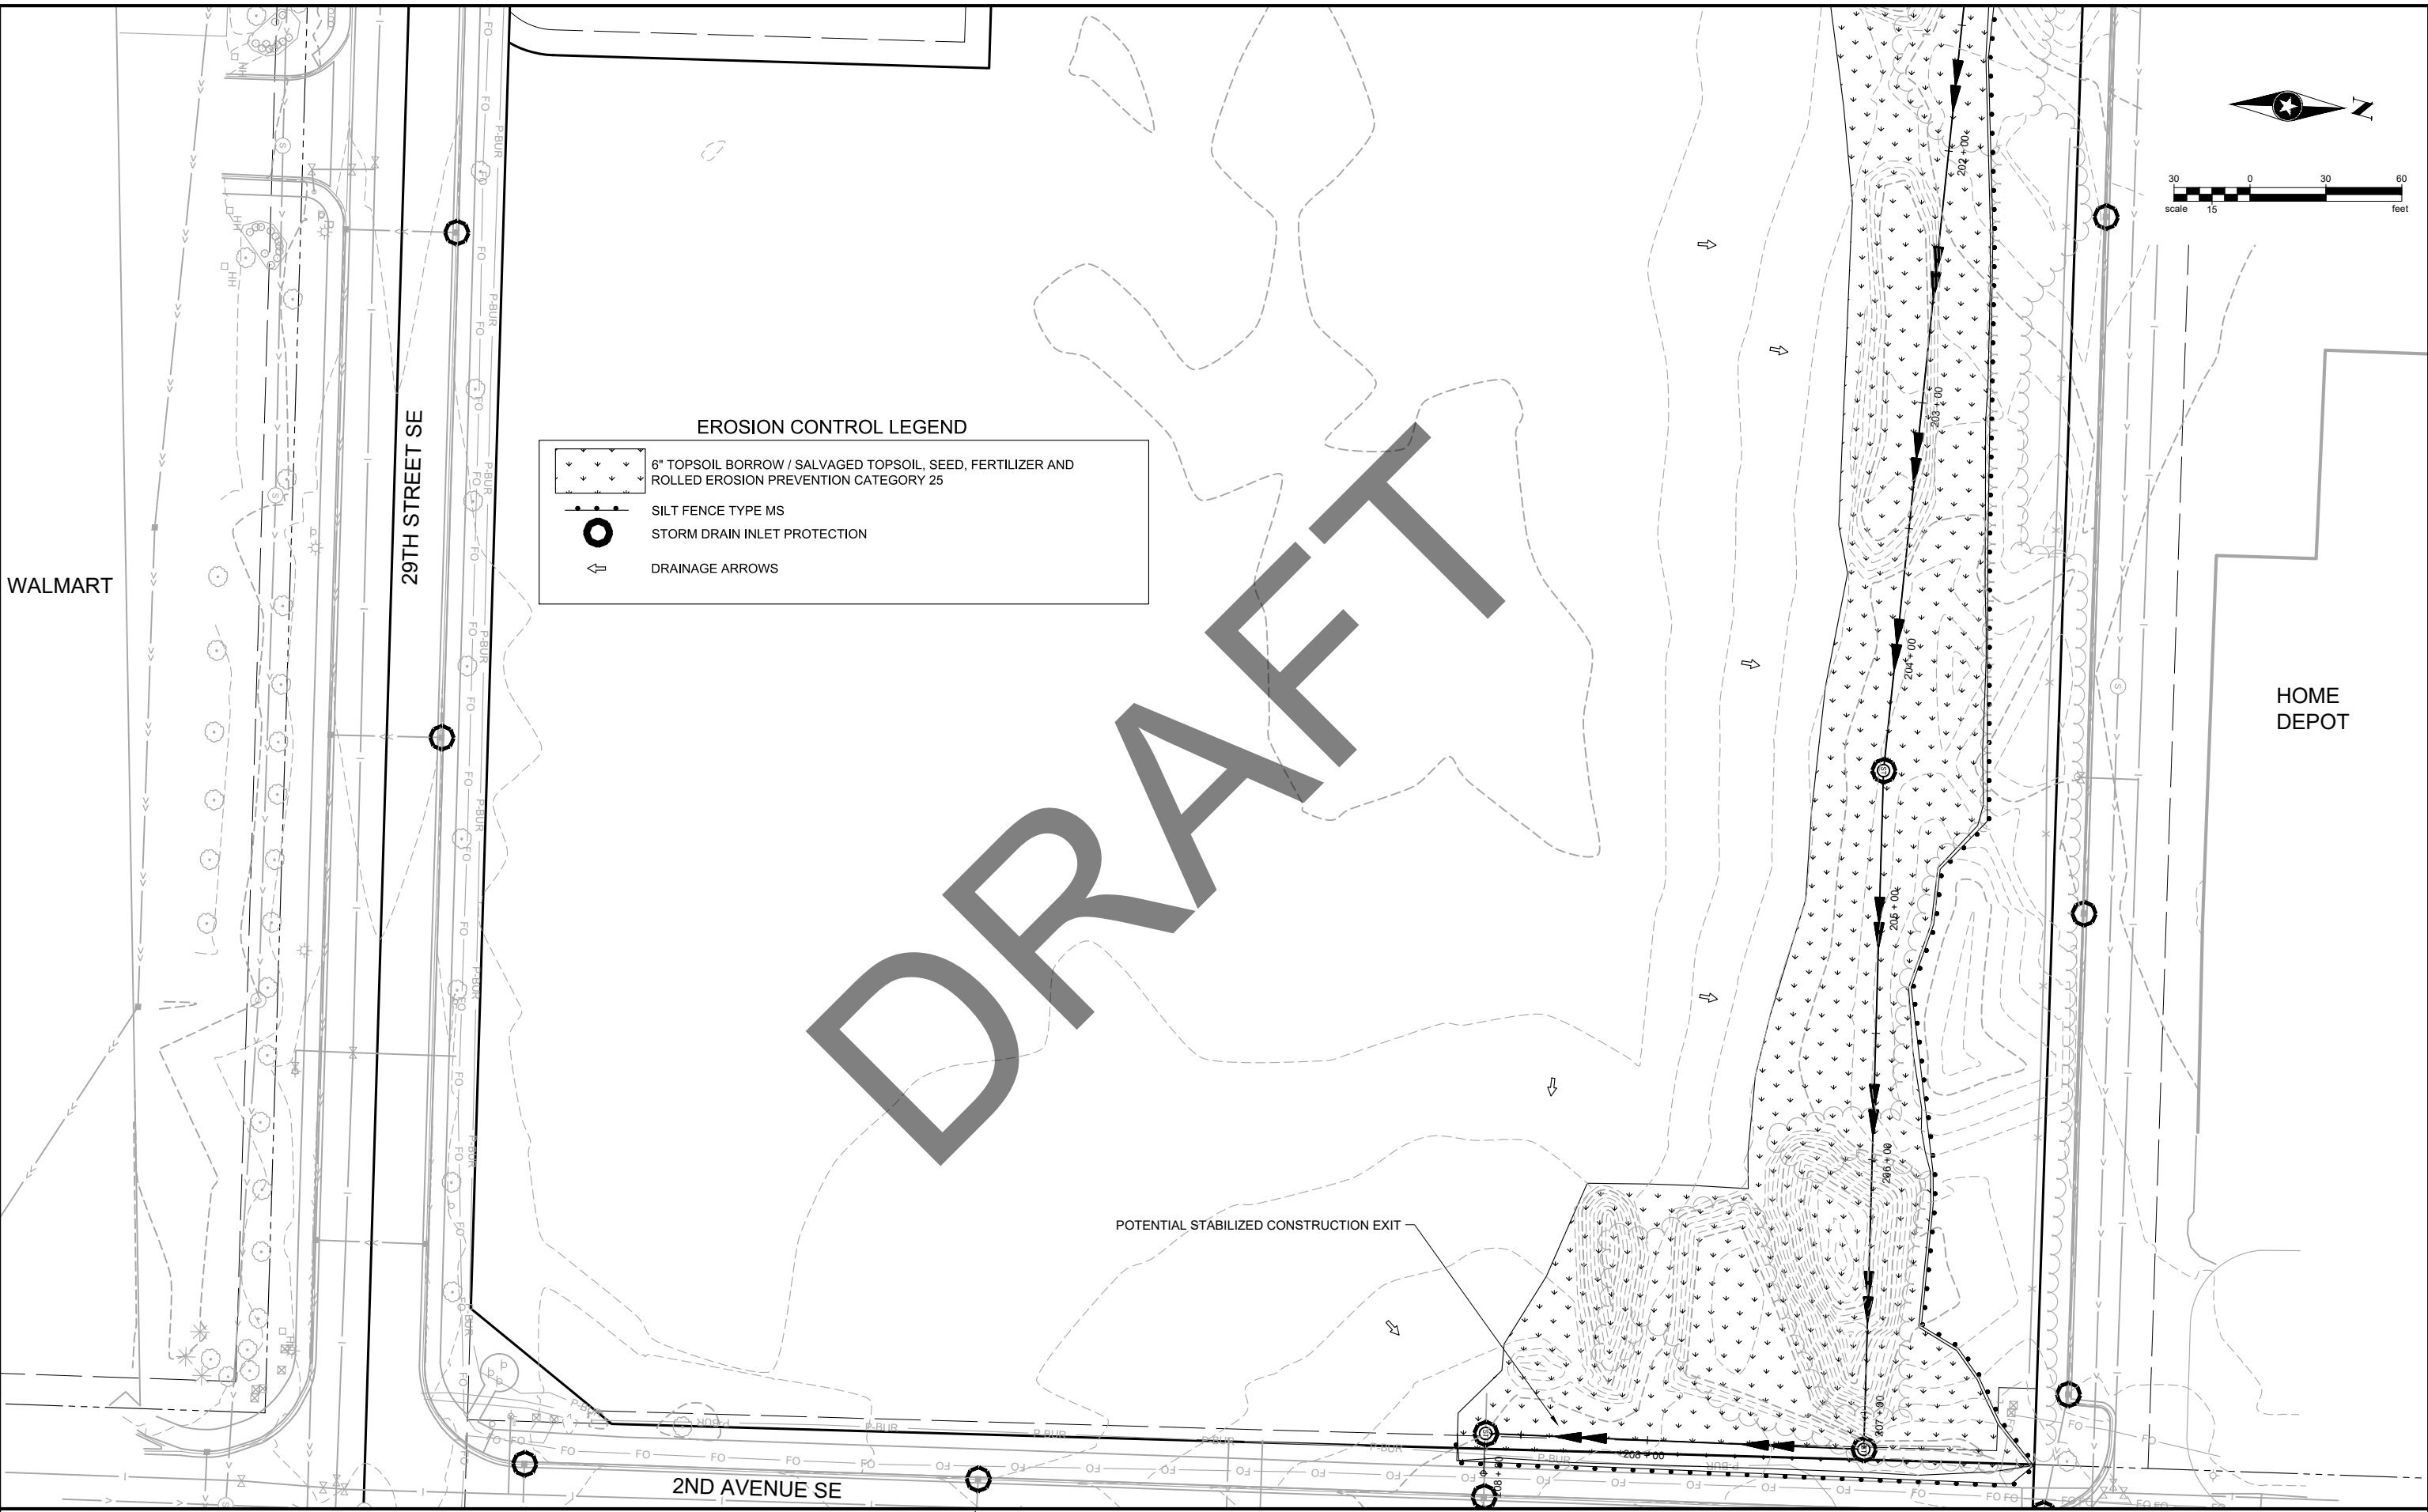 N
30 0 30 60
scale 15 feet
29TH STREET SE
EROSION CONTROL LEGEND
6" TOPSOIL BORROW / SALVAGED TOPSOIL, SEED, FERTILIZER AND
ROLLED EROSION PREVENTION CATEGORY 25
SILT FENCE TYPE MS
STORM DRAIN INLET PROTECTION
DRAINAGE ARROWS
WALMART
HOME
DEPOT
DRAFT
202 + 00
203 + 00
204 + 00
205 + 00
206 + 00
207 + 00
208 + 00
POTENTIAL STABILIZED CONSTRUCTION EXIT
2ND AVENUE SE
P-BUR
FO
HH